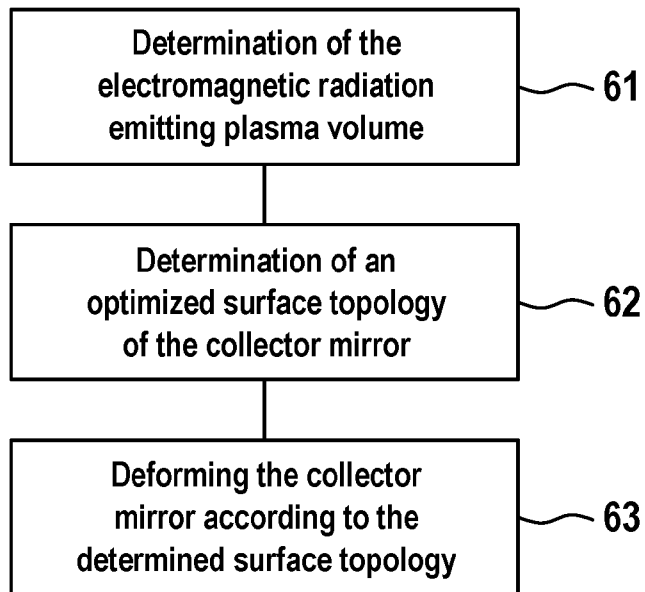 Determination of the
electromagnetic radiation
emitting plasma volume
61
Determination of an
optimized surface topology
of the collector mirror
62
Deforming the collector
mirror according to the
determined surface topology
63